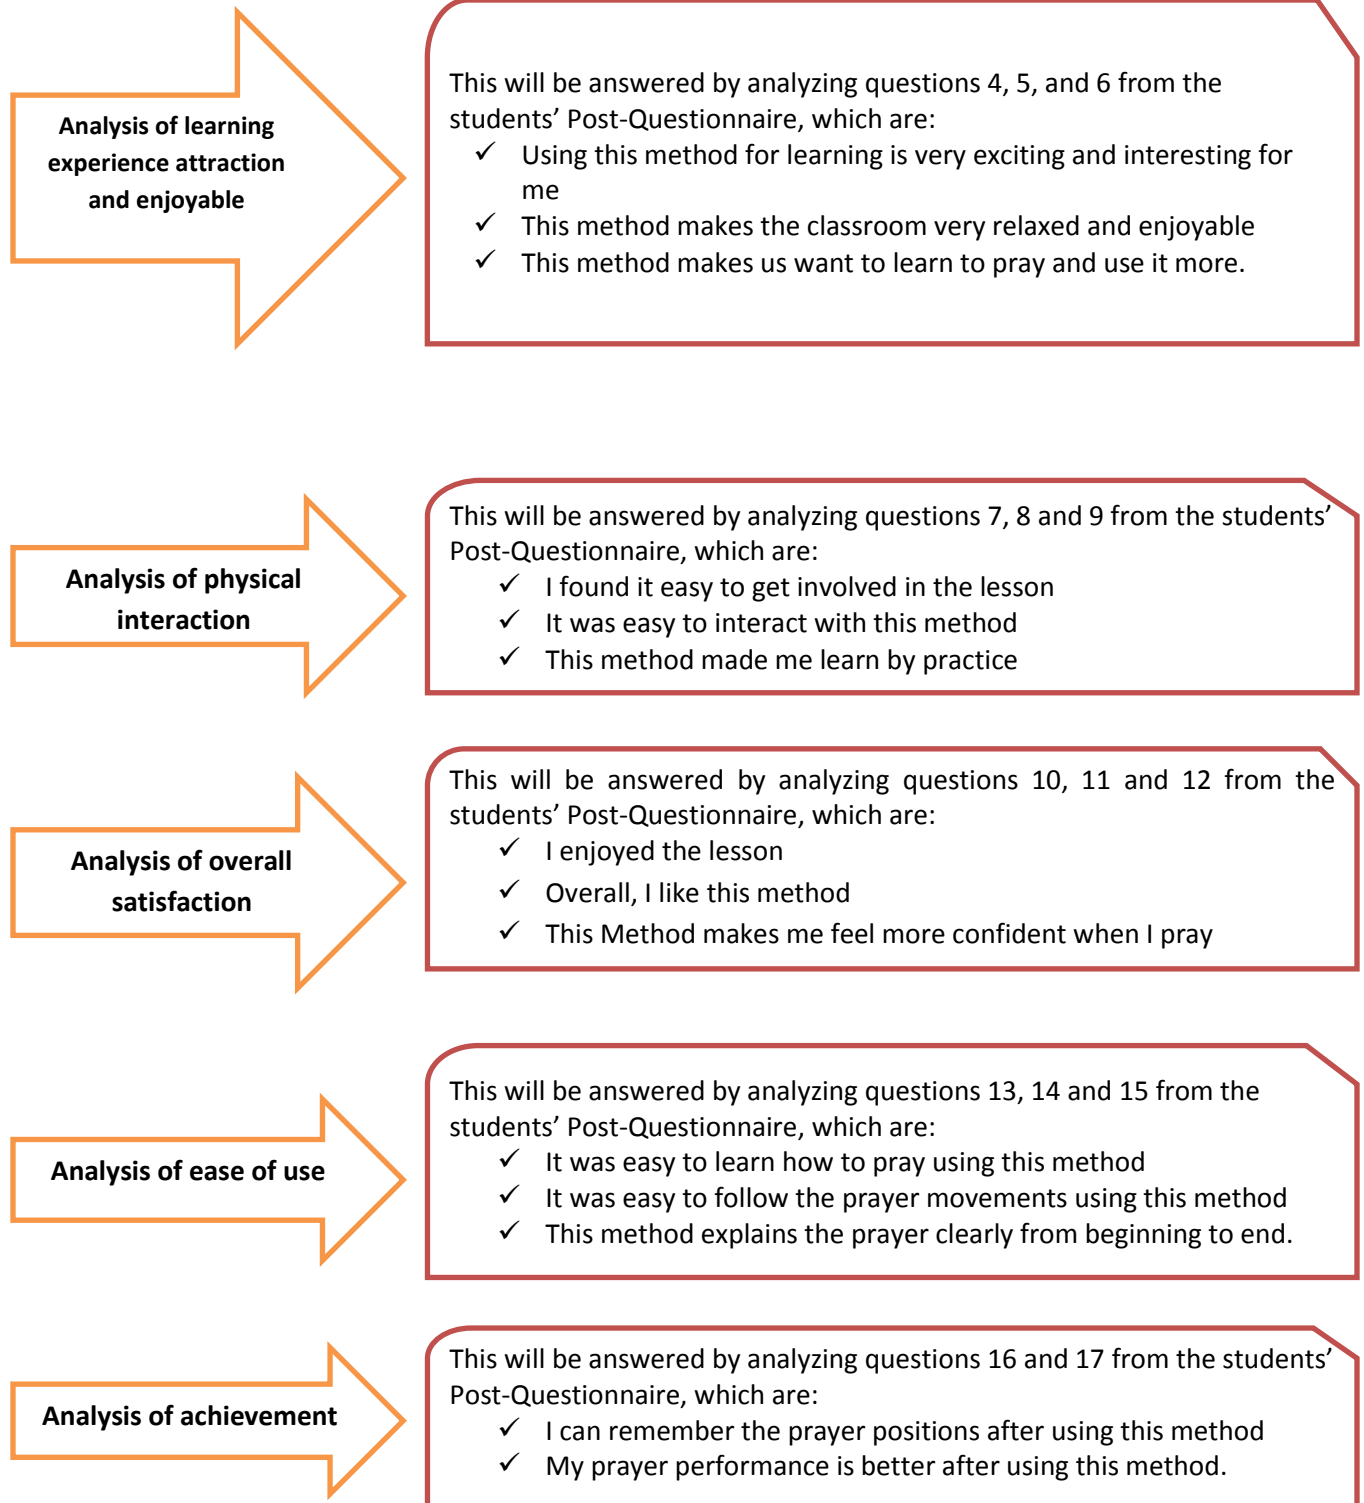 Analysis of learning
experience attraction
and enjoyable
This will be answered by analyzing questions 4, 5, and 6 from the
students’ Post-Questionnaire, which are:
✓ Using this method for learning is very exciting and interesting for
me
✓ This method makes the classroom very relaxed and enjoyable
✓ This method makes us want to learn to pray and use it more.
Analysis of physical
interaction
This will be answered by analyzing questions 7, 8 and 9 from the students’
Post-Questionnaire, which are:
✓ I found it easy to get involved in the lesson
✓ It was easy to interact with this method
✓ This method made me learn by practice
Analysis of overall
satisfaction
This will be answered by analyzing questions 10, 11 and 12 from the
students’ Post-Questionnaire, which are:
✓ I enjoyed the lesson
✓ Overall, I like this method
✓ This Method makes me feel more confident when I pray
Analysis of ease of use
This will be answered by analyzing questions 13, 14 and 15 from the
students’ Post-Questionnaire, which are:
✓ It was easy to learn how to pray using this method
✓ It was easy to follow the prayer movements using this method
✓ This method explains the prayer clearly from beginning to end.
Analysis of achievement
This will be answered by analyzing questions 16 and 17 from the students’
Post-Questionnaire, which are:
✓ I can remember the prayer positions after using this method
✓ My prayer performance is better after using this method.